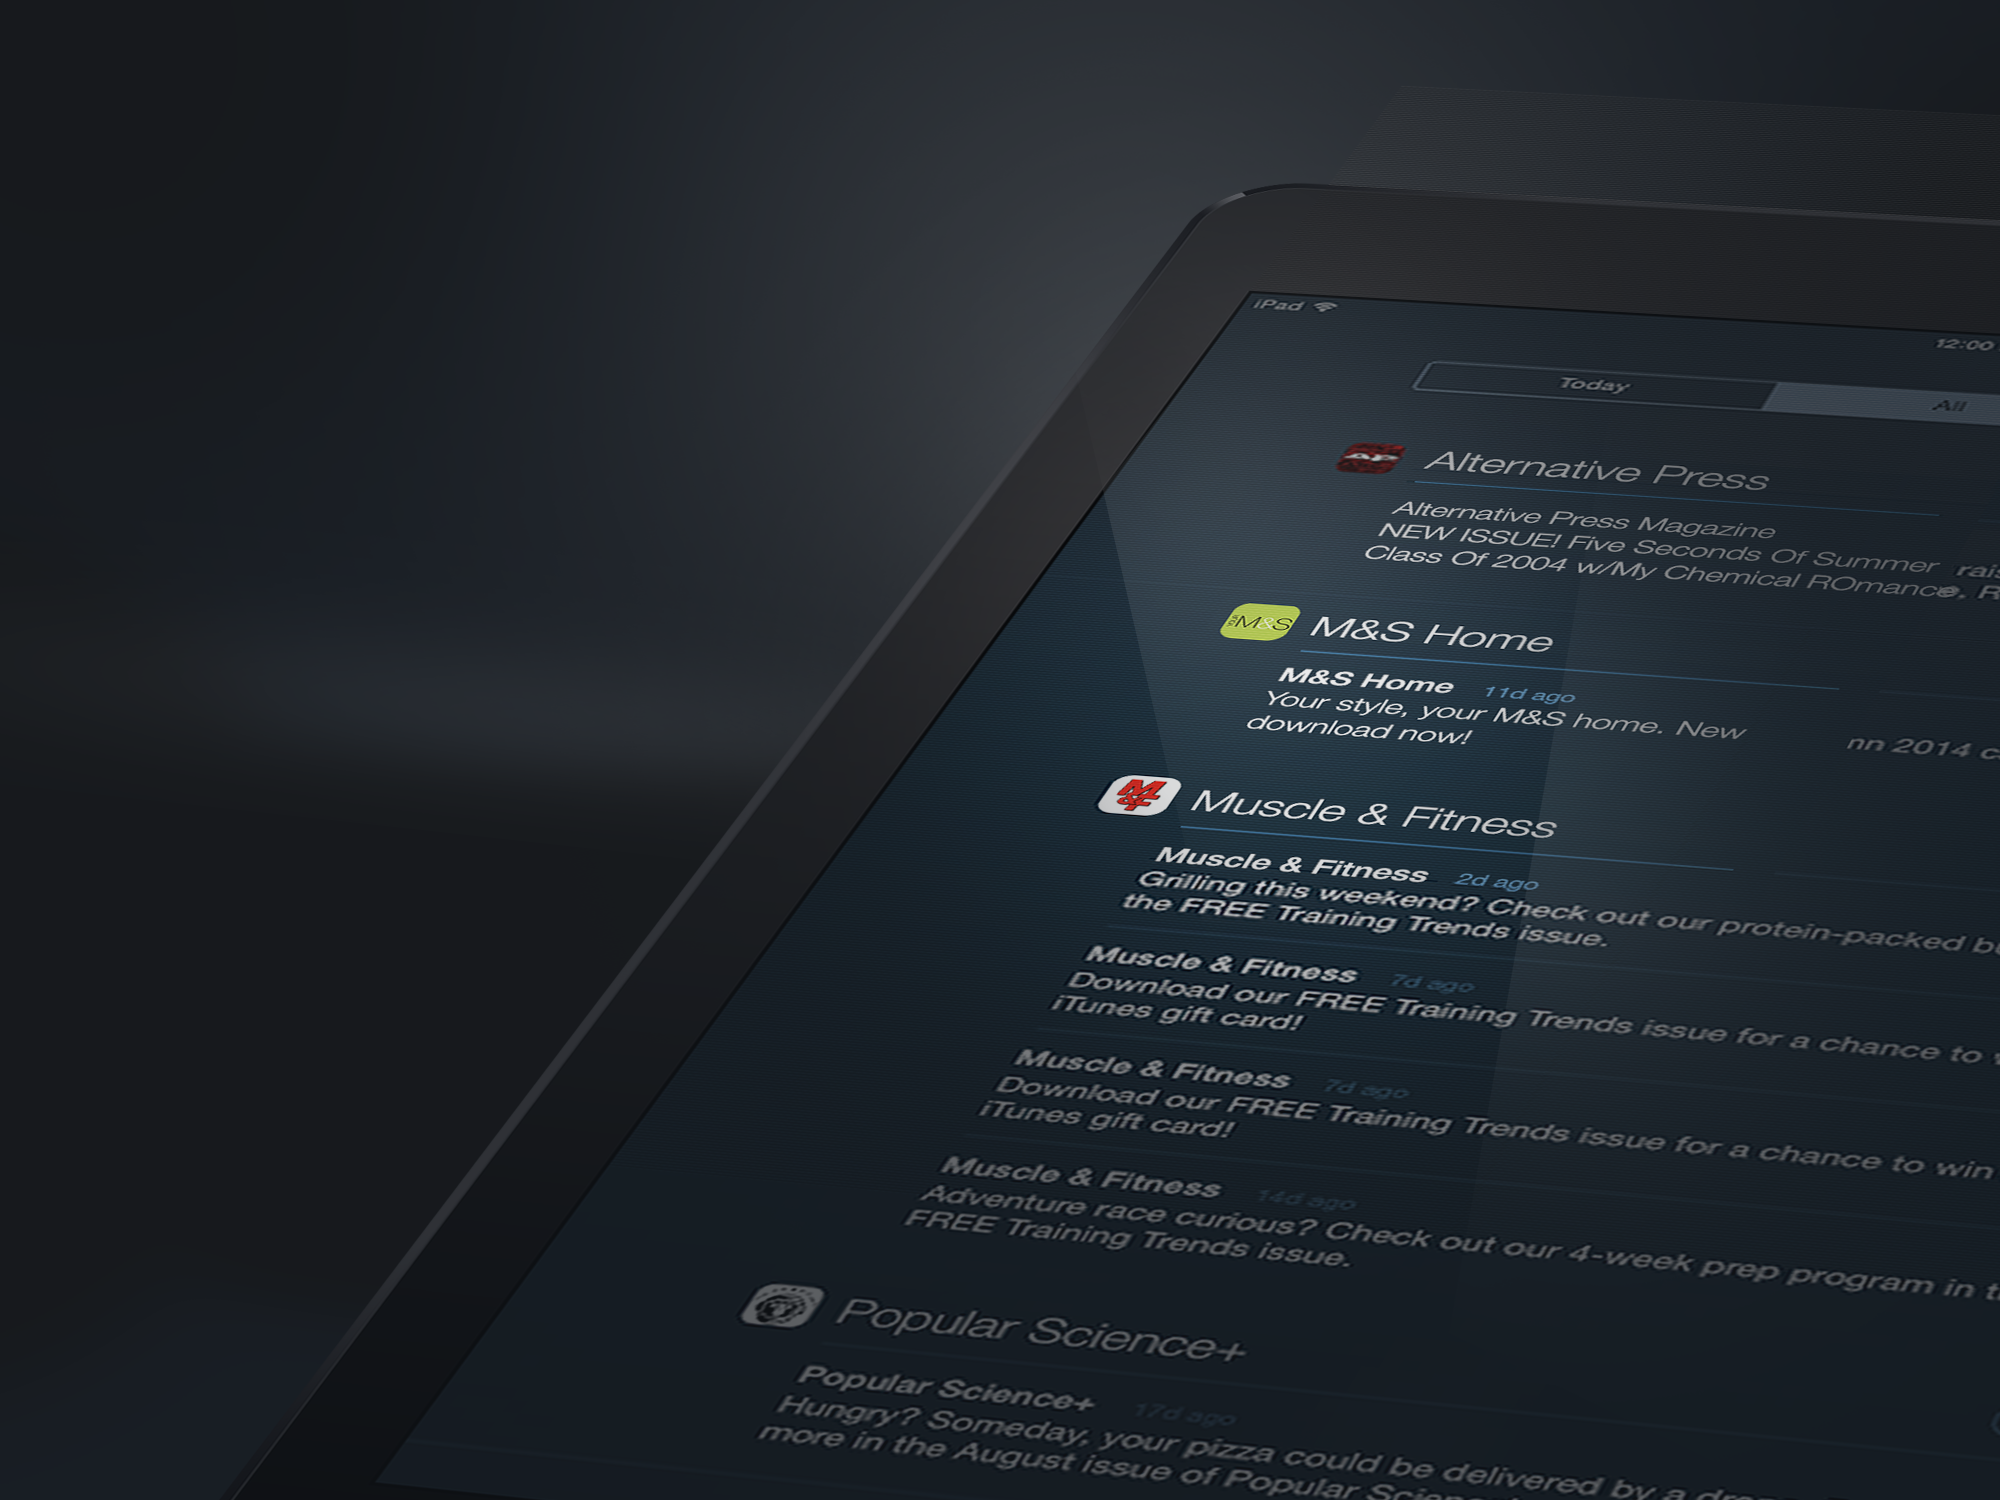 iPad
12:00
Today All
Alternative Press
Alternative Press Magazine
NEW ISSUE! Five Seconds Of Summer
Class Of 2004 w/My Chemical ROmance, R
M&S M&S Home
M&S Home 11d ago
Your style, your M&S home. New
nn 2014
download now!
M&F Muscle & Fitness
Muscle & Fitness 2d ago
Grilling this weekend? Check out our protein-packed
the FREE Training Trends issue.
Muscle & Fitness 7d ago
Download our FREE Training Trends issue for a chance to
iTunes gift card!
Muscle & Fitness 7d ago
Download our FREE Training Trends issue for a chance to win
iTunes gift card!
Muscle & Fitness 14d ago
Adventure race curious? Check out our 4-week prep program in
FREE Training Trends issue.
Popular Science+
Popular Science+ 17d ago
Hungry? Someday, your pizza could be delivered by a
more in the August issue of Popular